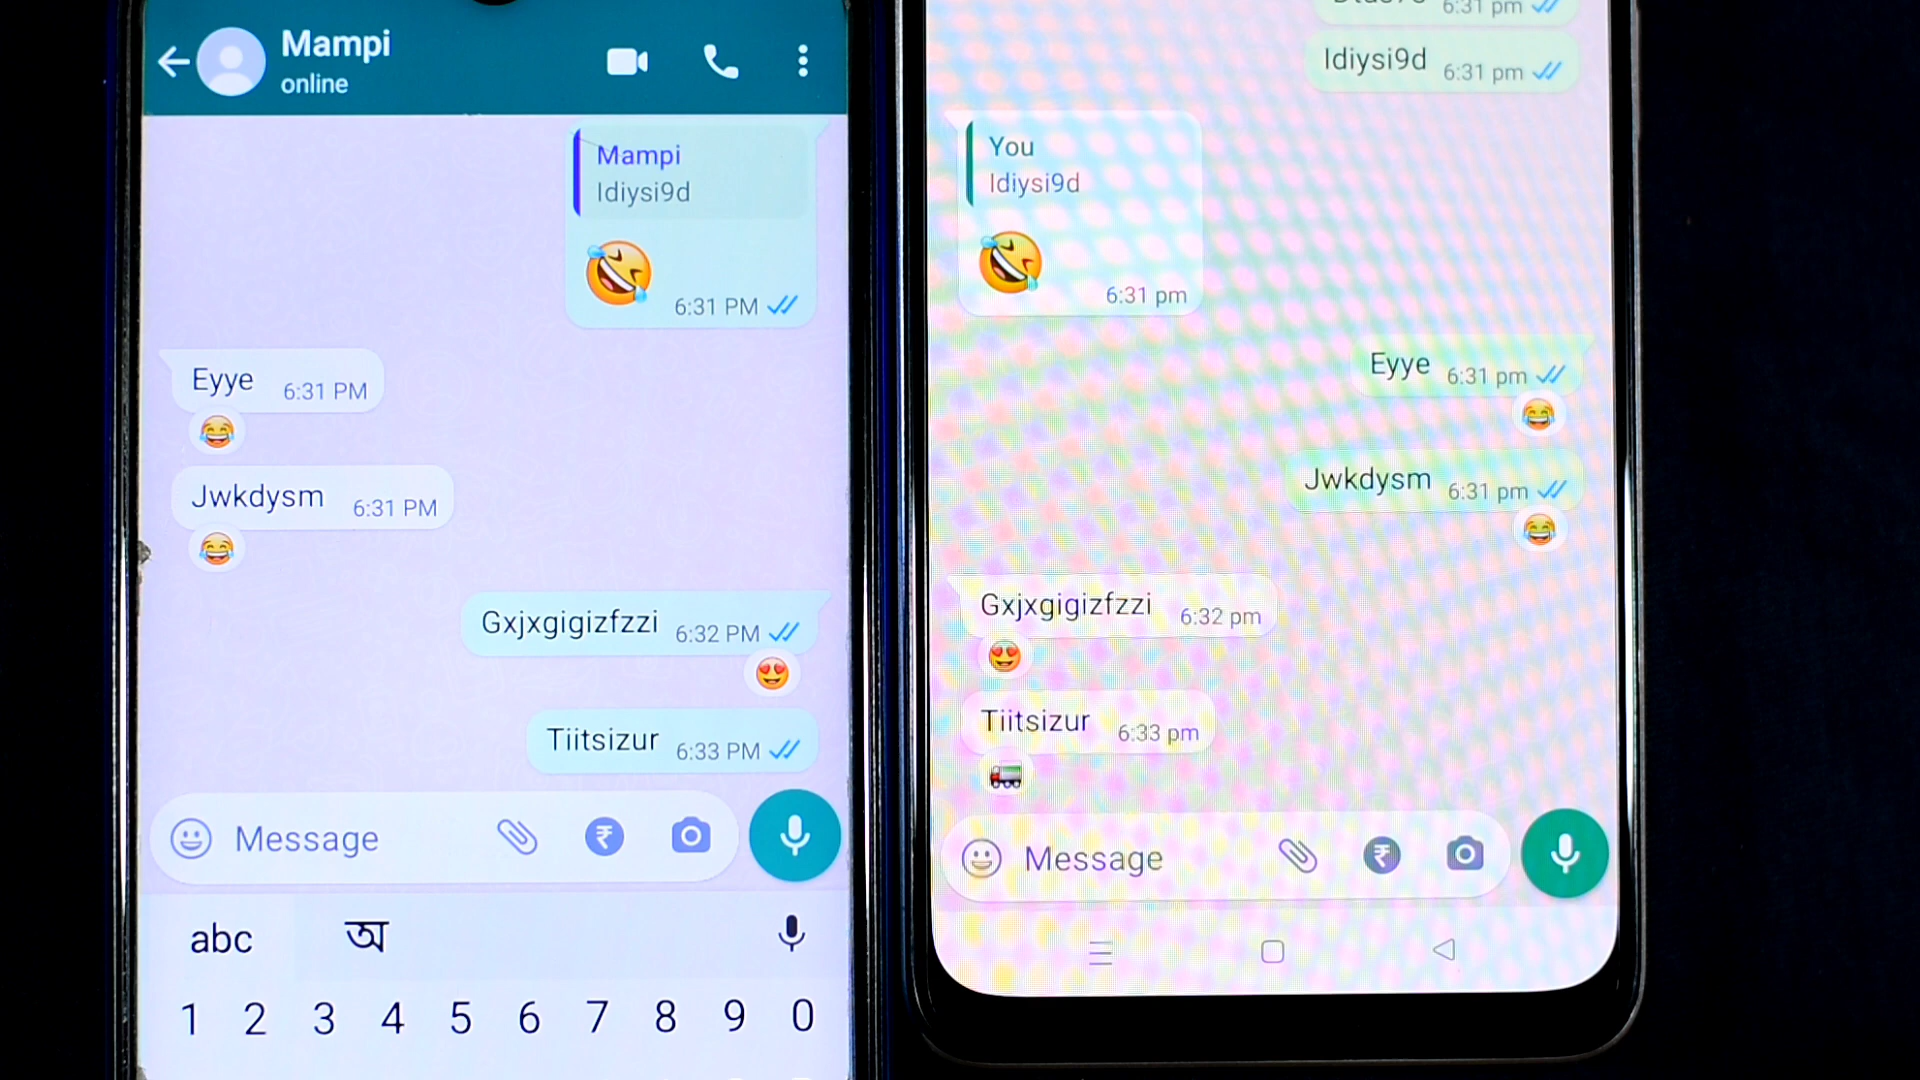 Mampi
online
Mampi
Idiysi9d
6:31 PM
Eyye 6:31 PM
Jwkdysm 6:31 PM
Gxjxgigizfzzi 6:32 PM
Tiitsizur 6:33 PM
Message
abc অ
1 2 3 4 5 6 7 8 9 0
6:31 pm
Idiysi9d 6:31 pm
You
Idiysi9d
6:31 pm
Eyye 6:31 pm
Jwkdysm 6:31 pm
Gxjxgigizfzzi 6:32 pm
Tiitsizur 6:33 pm
Message